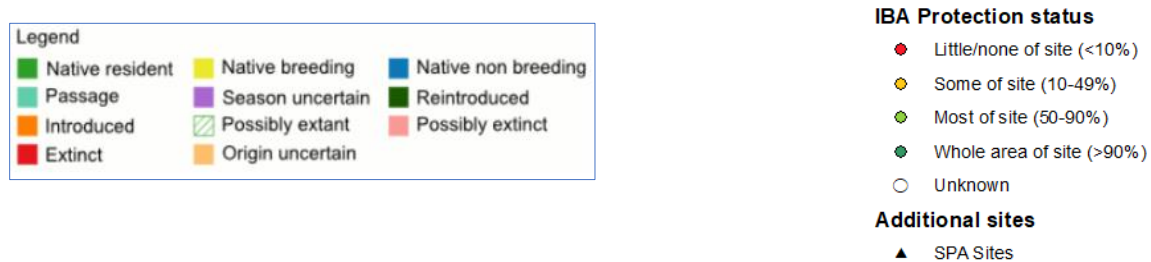 Legend
Native resident Native breeding Native non breeding
Passage Season uncertain Reintroduced
Introduced Possibly extant Possibly extinct
Extinct Origin uncertain
IBA Protection status
Little/none of site (<10%)
Some of site (10-49%)
Most of site (50-90%)
Whole area of site (>90%)
Unknown
Additional sites
SPA Sites